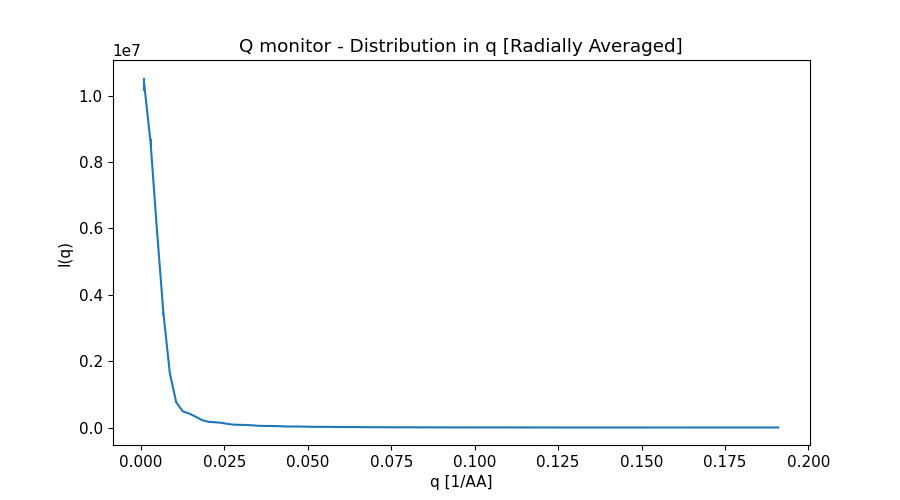 Q monitor - Distribution in q [Radially Averaged]
1e7
1.0
0.8
0.6
0.4
0.2
0.0
I(q)
0.000 0.025 0.050 0.075 0.100 0.125 0.150 0.175 0.200
q [1/AA]